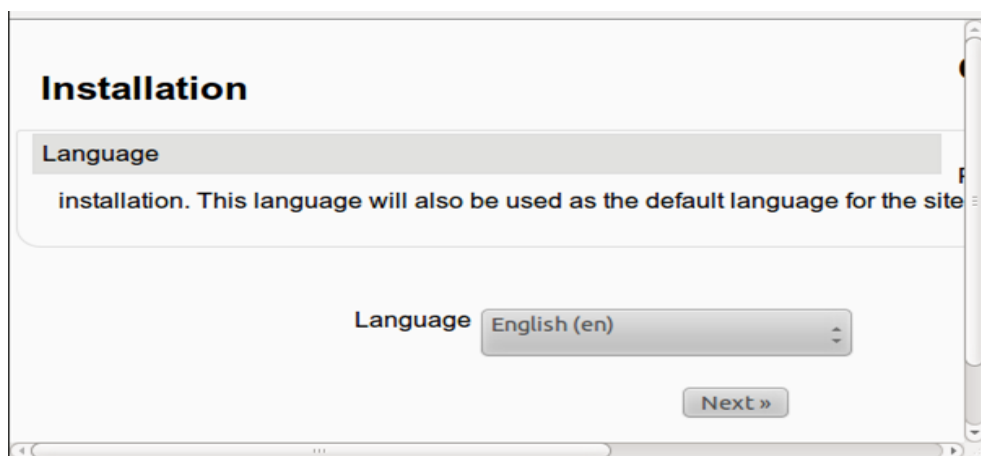 Installation
Language
installation. This language will also be used as the default language for the site
Language
English (en)
Next »